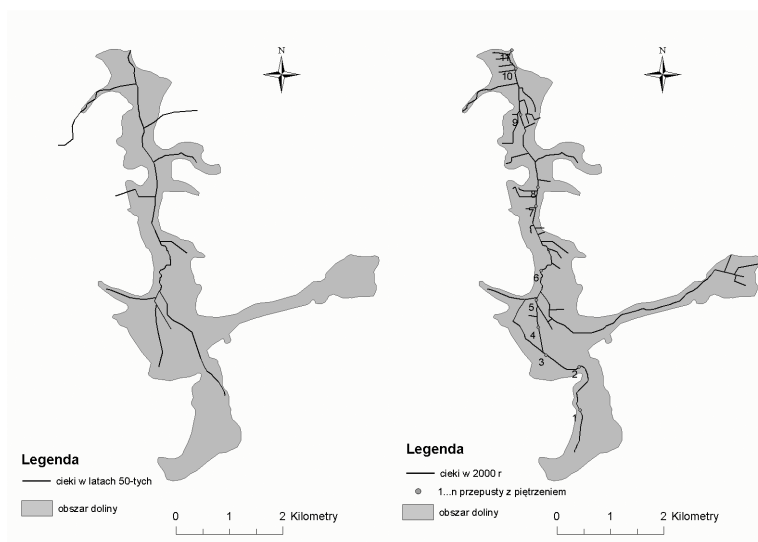 N
Legenda
cieki w latach 50-tych
obszar doliny
0 1 2 Kilometry
N
11
10
9
8
7
6
5
4
3
2
1
Legenda
cieki w 2000 r
1...n przepusty z piętrzeniem
obszar doliny
0 1 2 Kilometry